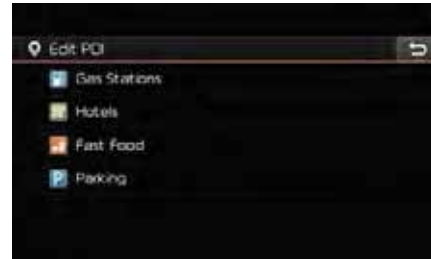 Edit POI
Gas Stations
Hotels
Fast Food
P Parking